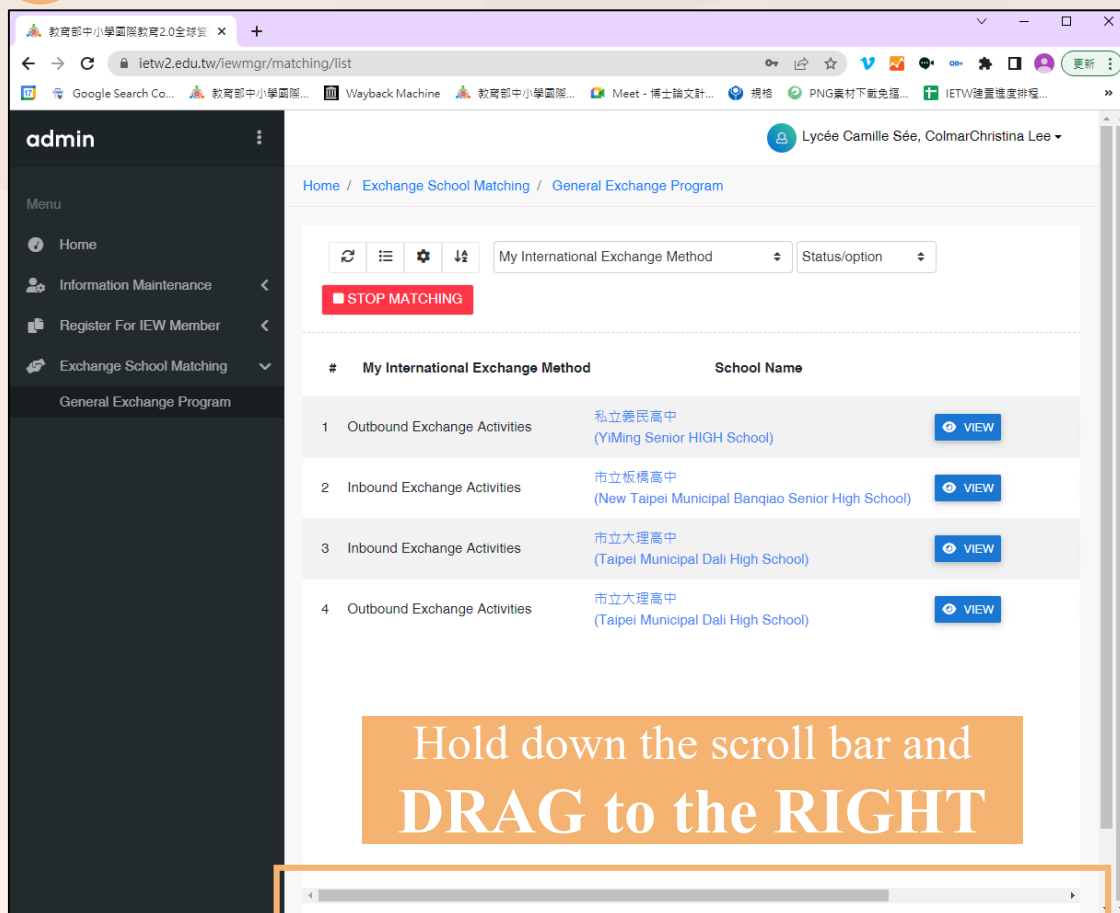 教育部中小學國際教育2.0全球資
ietw2.edu.tw/iewmgr/matching/list
更新
17
Google Search Co...
教育部中小學國際...
Wayback Machine
教育部中小學國際...
Meet - 博士論文計...
規格
PNG素材下載免摳...
IETW建置進度排程...
»
admin
Lycée Camille Sée, ColmarChristina Lee
Home / Exchange School Matching / General Exchange Program
Menu
Home
Information Maintenance
Register For IEW Member
Exchange School Matching
General Exchange Program
My International Exchange Method
Status/option
STOP MATCHING
# My International Exchange Method School Name
1 Outbound Exchange Activities 私立義民高中
(YiMing Senior HIGH School) VIEW
2 Inbound Exchange Activities 市立板橋高中
(New Taipei Municipal Banqiao Senior High School) VIEW
3 Inbound Exchange Activities 市立大理高中
(Taipei Municipal Dali High School) VIEW
4 Outbound Exchange Activities 市立大理高中
(Taipei Municipal Dali High School) VIEW
Hold down the scroll bar and
DRAG to the RIGHT